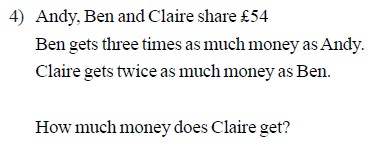 4) Andy, Ben and Claire share £54
Ben gets three times as much money as Andy.
Claire gets twice as much money as Ben.
How much money does Claire get?